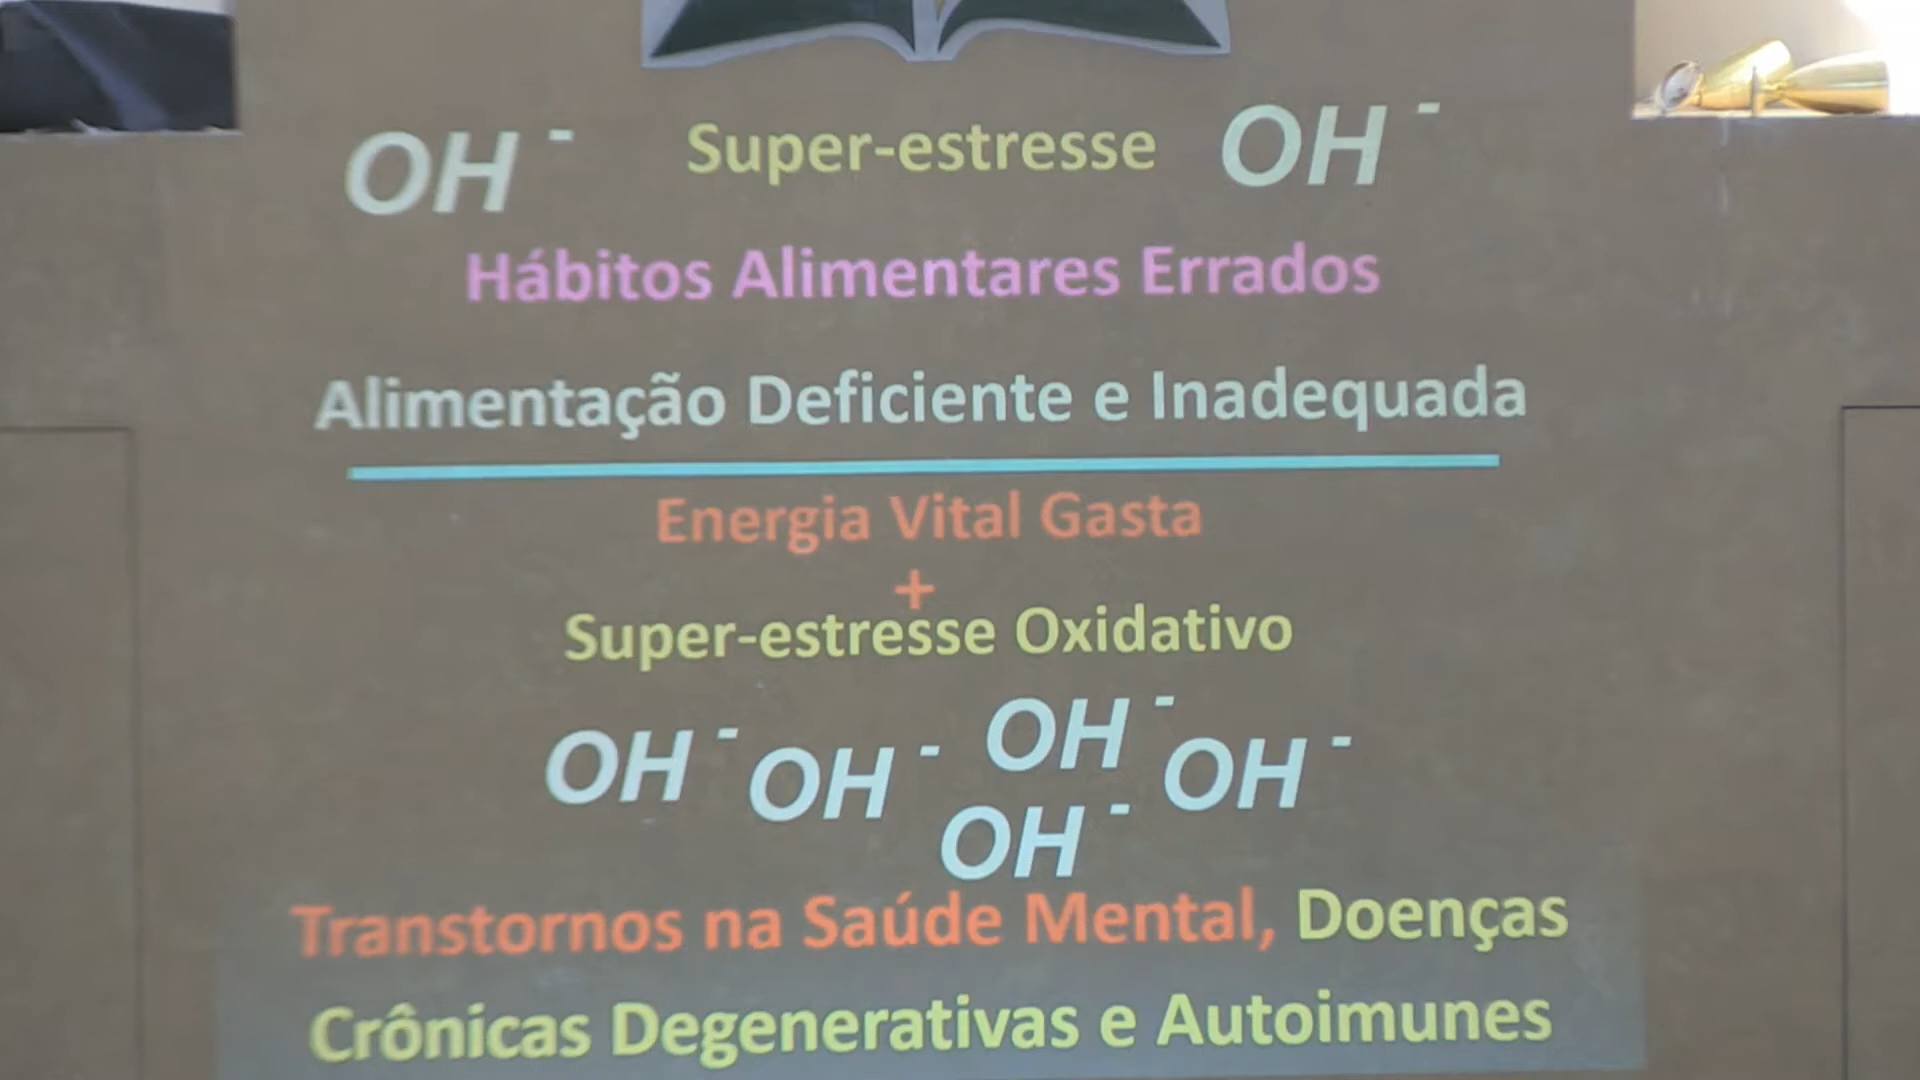 OH - Super-estresse OH -
Hábitos Alimentares Errados
Alimentação Deficiente e Inadequada
Energia Vital Gasta
+
Super-estresse Oxidativo
OH - OH - OH - OH -
OH -
Transtornos na Saúde Mental, Doenças
Crônicas Degenerativas e Autoimunes